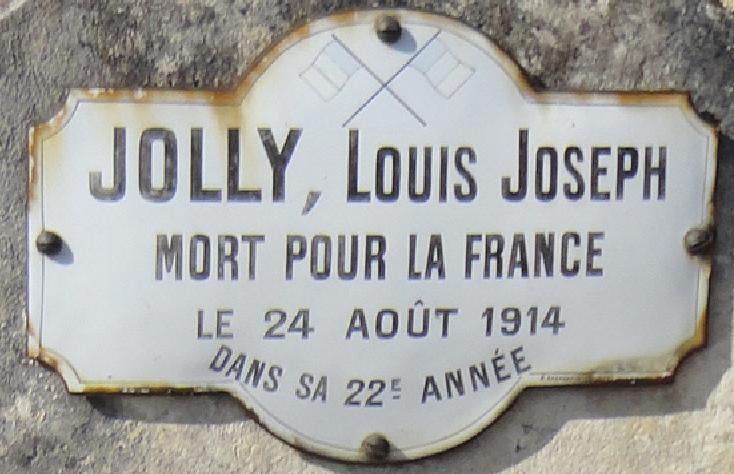 JOLLY, LOUIS JOSEPH
MORT POUR LA FRANCE
LE 24 AOÛT 1914
DANS SA 22E ANNÉE